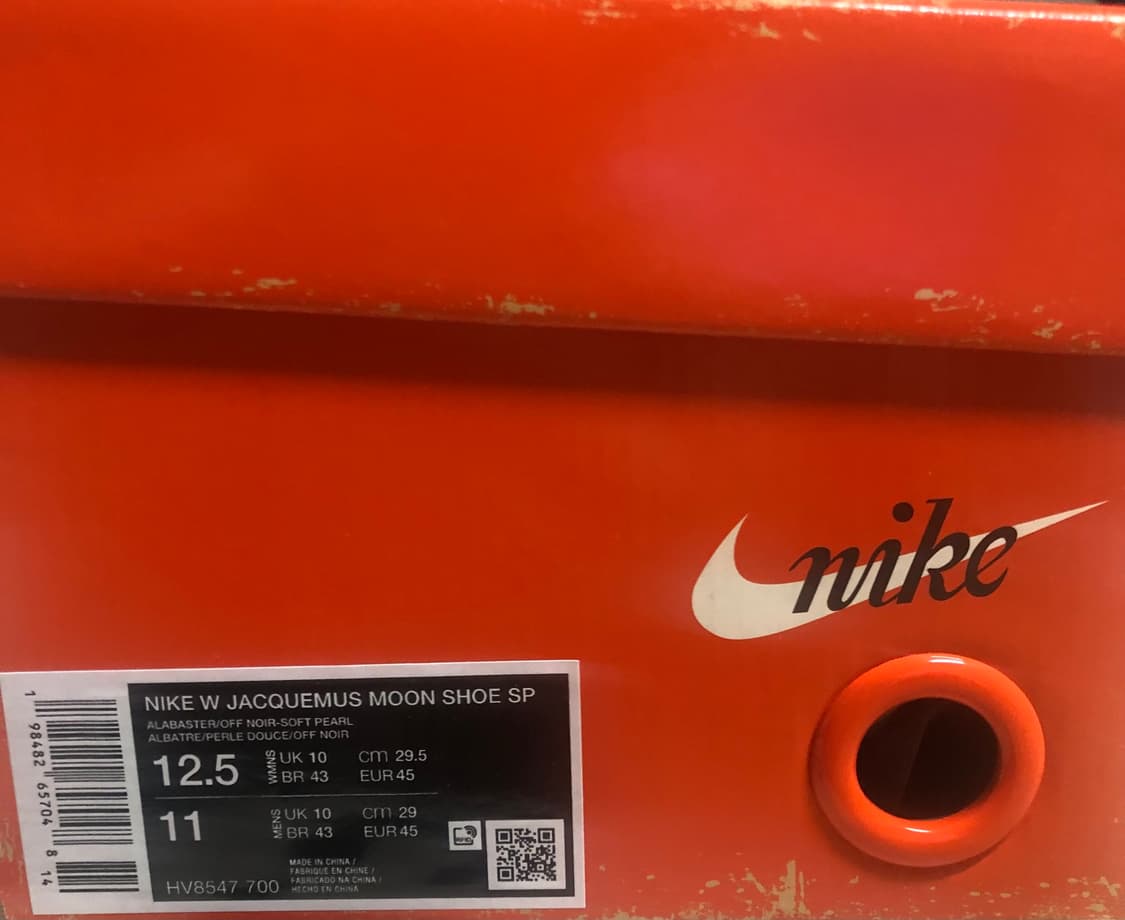 nike
NIKE W JACQUEMUS MOON SHOE SP
ALABASTER/OFF NOIR-SOFT PEARL
ALBATRE/PERLE DOUCE/OFF NOIR
12.5 WMNS UK 10 cm 29.5
BR 43 EUR 45
11 MENS UK 10 cm 29
BR 43 EUR 45
MADE IN CHINA /
FABRIQUÉ EN CHINE /
FABRICADO NA CHINA /
HECHO EN CHINA
HV8547 700
1 98482 65704 8 14